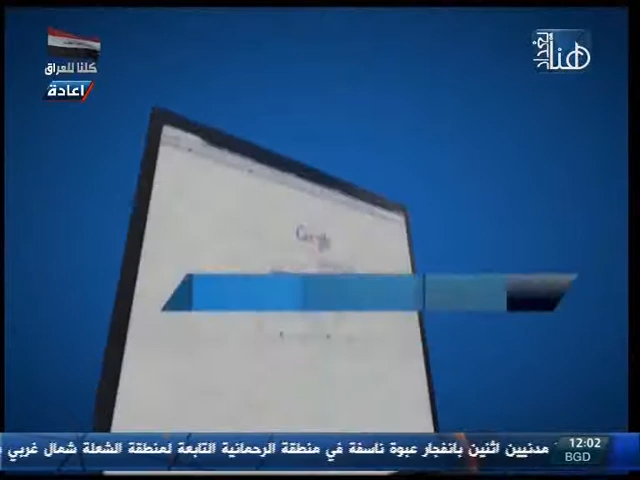 كلنا للعراق
إعادة
هنا بغداد
Google
مدنيين اثنين بانفجار عبوة ناسفة في منطقة الرحمانية التابعة لمنطقة الشعلة شمال غربي
12:02
BGD